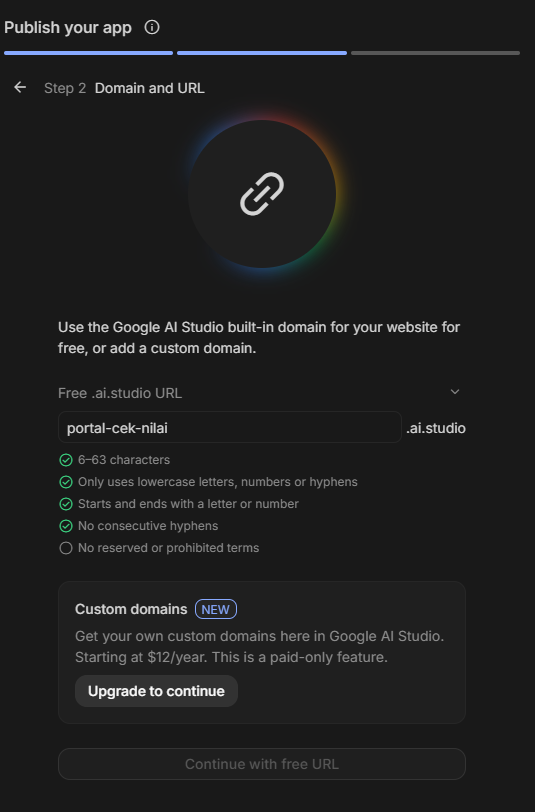 Publish your app
Step 2 Domain and URL
Use the Google AI Studio built-in domain for your website for
free, or add a custom domain.
Free .ai.studio URL
portal-cek-nilai .ai.studio
6–63 characters
Only uses lowercase letters, numbers or hyphens
Starts and ends with a letter or number
No consecutive hyphens
No reserved or prohibited terms
Custom domains NEW
Get your own custom domains here in Google AI Studio.
Starting at $12/year. This is a paid-only feature.
Upgrade to continue
Continue with free URL